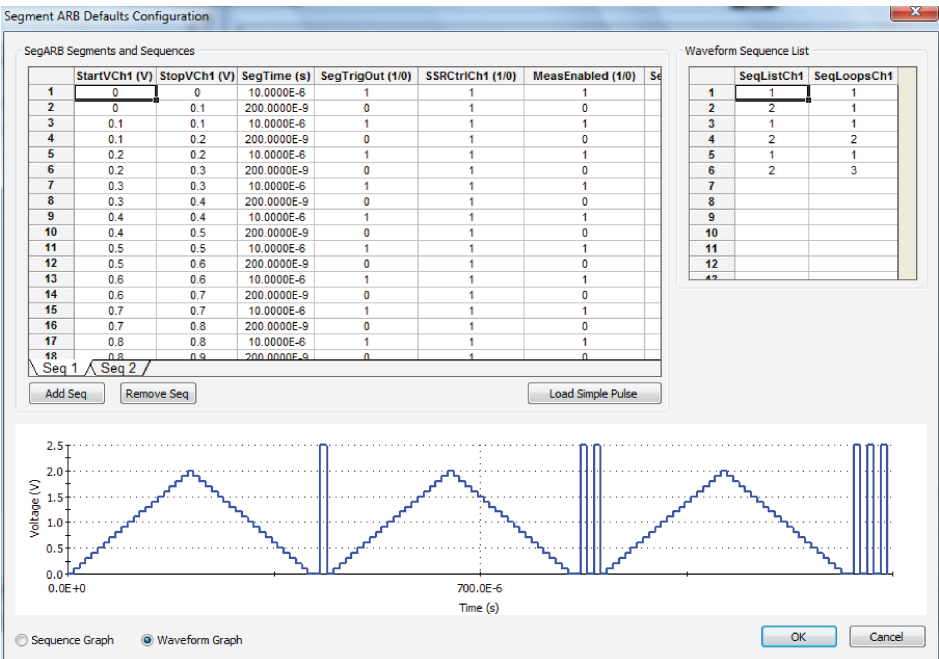 Segment ARB Defaults Configuration
SegARB Segments and Sequences
StartVCh1 (V) StopVCh1 (V) SegTime (s) SegTrigOut (1/0) SSRCtrlCh1 (1/0) MeasEnabled (1/0) Se
1 0 0 10.0000E-6 1 1 1
2 0 0.1 200.0000E-9 0 1 0
3 0.1 0.1 10.0000E-6 1 1 1
4 0.1 0.2 200.0000E-9 0 1 0
5 0.2 0.2 10.0000E-6 1 1 1
6 0.2 0.3 200.0000E-9 0 1 0
7 0.3 0.3 10.0000E-6 1 1 1
8 0.3 0.4 200.0000E-9 0 1 0
9 0.4 0.4 10.0000E-6 1 1 1
10 0.4 0.5 200.0000E-9 0 1 0
11 0.5 0.5 10.0000E-6 1 1 1
12 0.5 0.6 200.0000E-9 0 1 0
13 0.6 0.6 10.0000E-6 1 1 1
14 0.6 0.7 200.0000E-9 0 1 0
15 0.7 0.7 10.0000E-6 1 1 1
16 0.7 0.8 200.0000E-9 0 1 0
17 0.8 0.8 10.0000E-6 1 1 1
18 0.8 0.9 200.0000E-9 0 1 0
Seq 1 Seq 2
Add Seq Remove Seq Load Simple Pulse
Waveform Sequence List
SeqListCh1 SeqLoopsCh1
1 1 1
2 2 1
3 1 1
4 2 2
5 1 1
6 2 3
7
8
9
10
11
12
13
2.5
2.0
1.5
1.0
0.5
0.0
Voltage (V)
0.0E+0 700.0E-6
Time (s)
Sequence Graph Waveform Graph OK Cancel